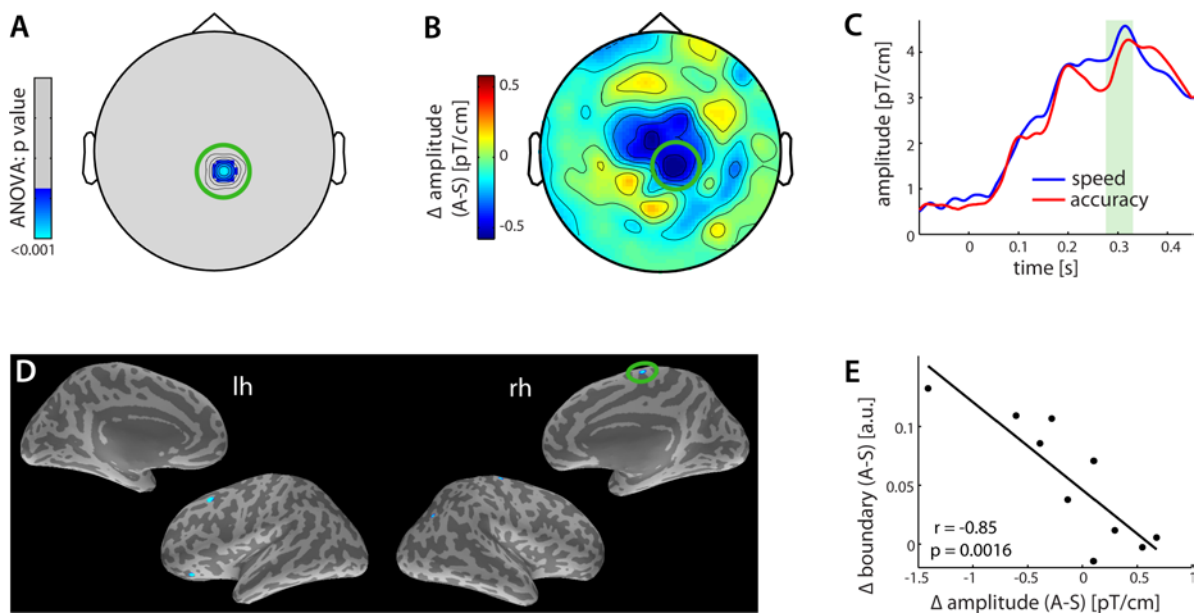 A
ANOVA: p value
<0.001
B
Δ amplitude
(A-S) [pT/cm]
0.5
0
-0.5
C
amplitude [pT/cm]
4
3
2
1
0
speed
accuracy
0
0.1
0.2
0.3
0.4
time [s]
D
lh
rh
E
Δ boundary (A-S) [a.u.]
0.1
0.05
0
r = -0.85
p = 0.0016
-1.5
-1
-0.5
0
0.5
1
Δ amplitude (A-S) [pT/cm]